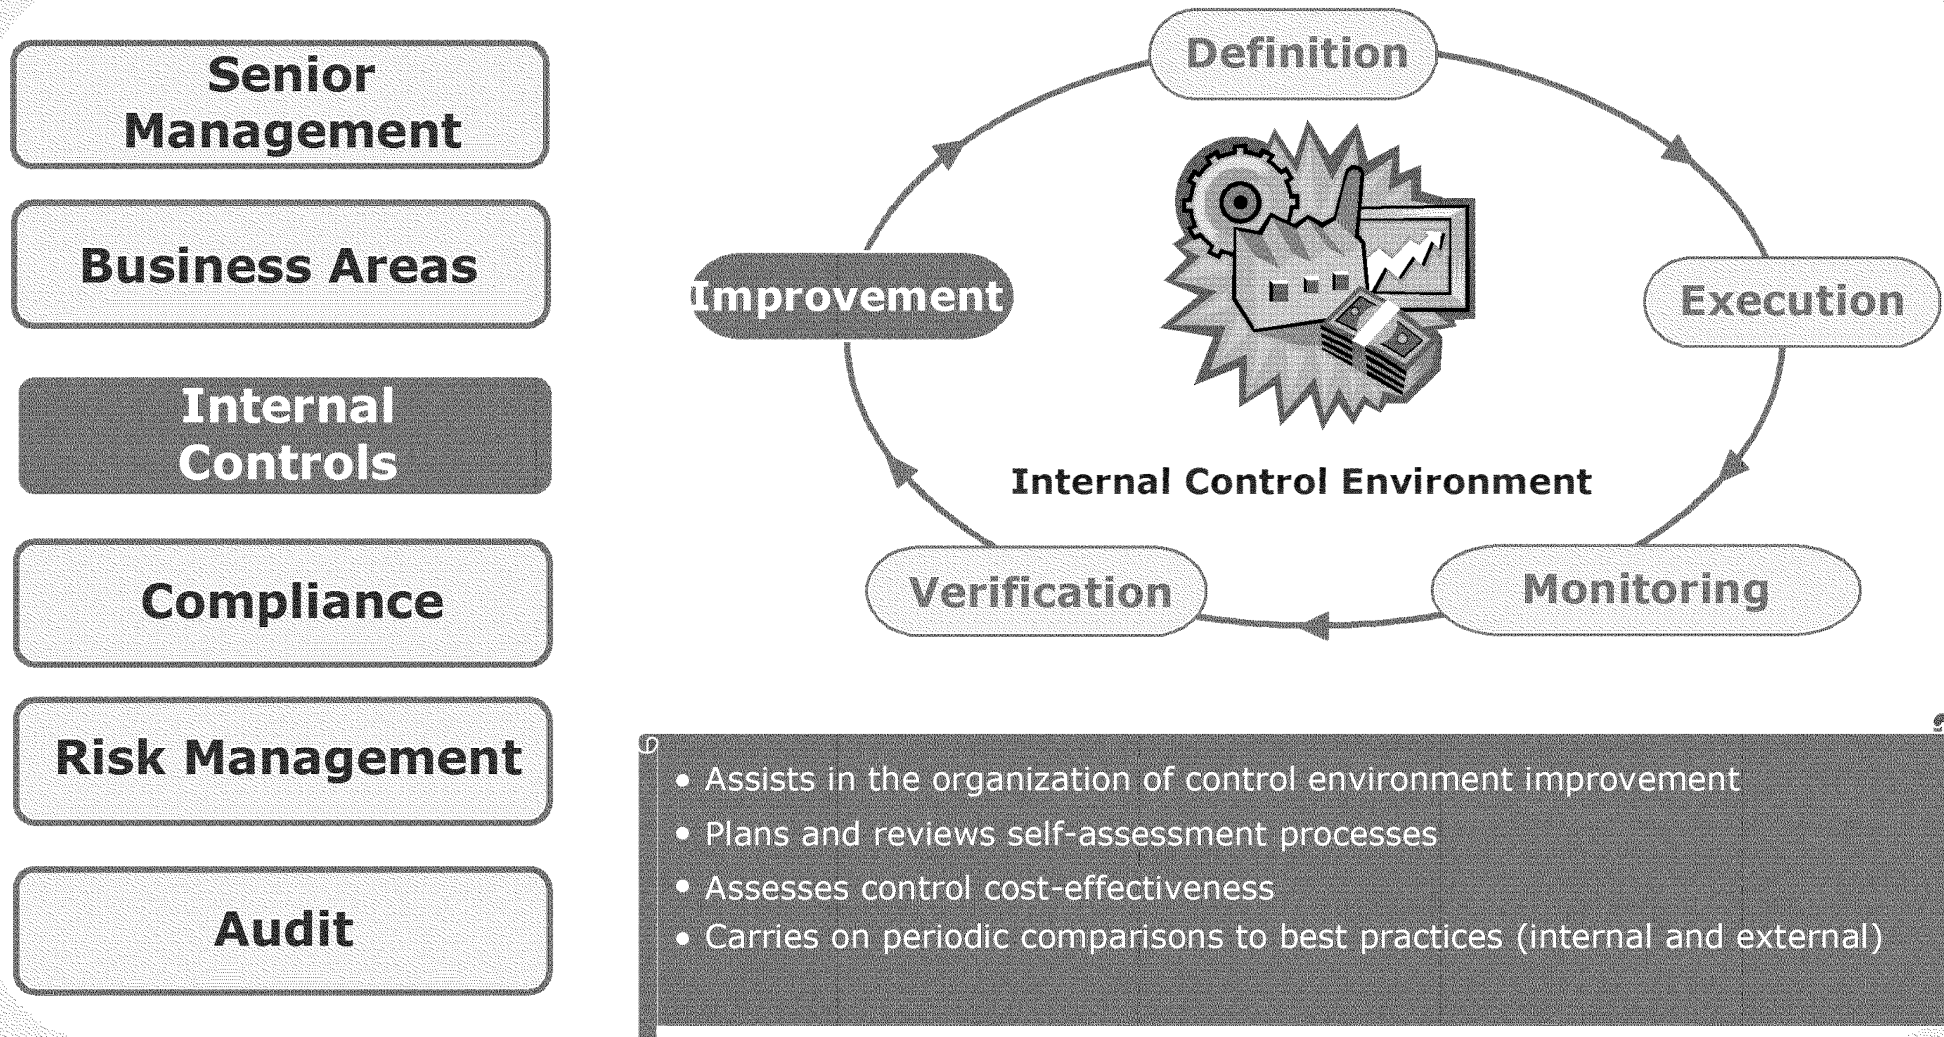 Senior
Management
Business Areas
Internal
Controls
Compliance
Risk Management
Audit
Definition
Improvement
Execution
Internal Control Environment
Verification
Monitoring
• Assists in the organization of control environment improvement
• Plans and reviews self-assessment processes
• Assesses control cost-effectiveness
• Carries on periodic comparisons to best practices (internal and external)